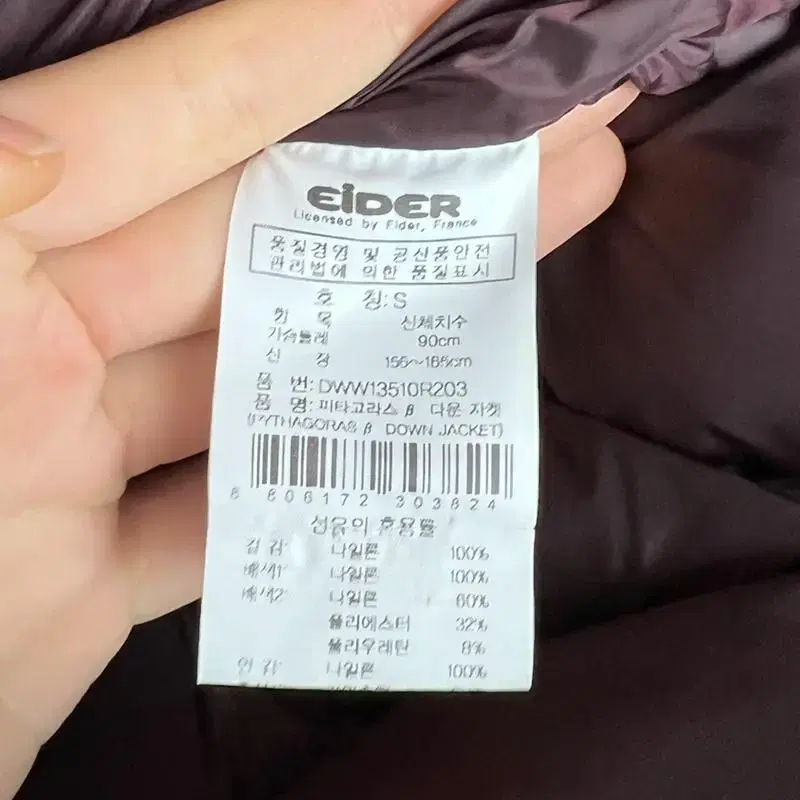 EiDER
Licensed by Eider, France
품질경영 및 공산품안전
관리법에 의한 품질표시
호 칭: S
항 목 신체치수
가슴둘레 90cm
신 장 155~165cm
품 번: DWW13510R203
품 명: 피타고라스 β 다운 자켓
(PYTHAGORAS β DOWN JACKET)
8 806172 303824
섬유의 혼용률
겉 감 나일론 100%
배색1 나일론 100%
배색2 나일론 60%
폴리에스터 32%
폴리우레탄 8%
안 감 나일론 100%